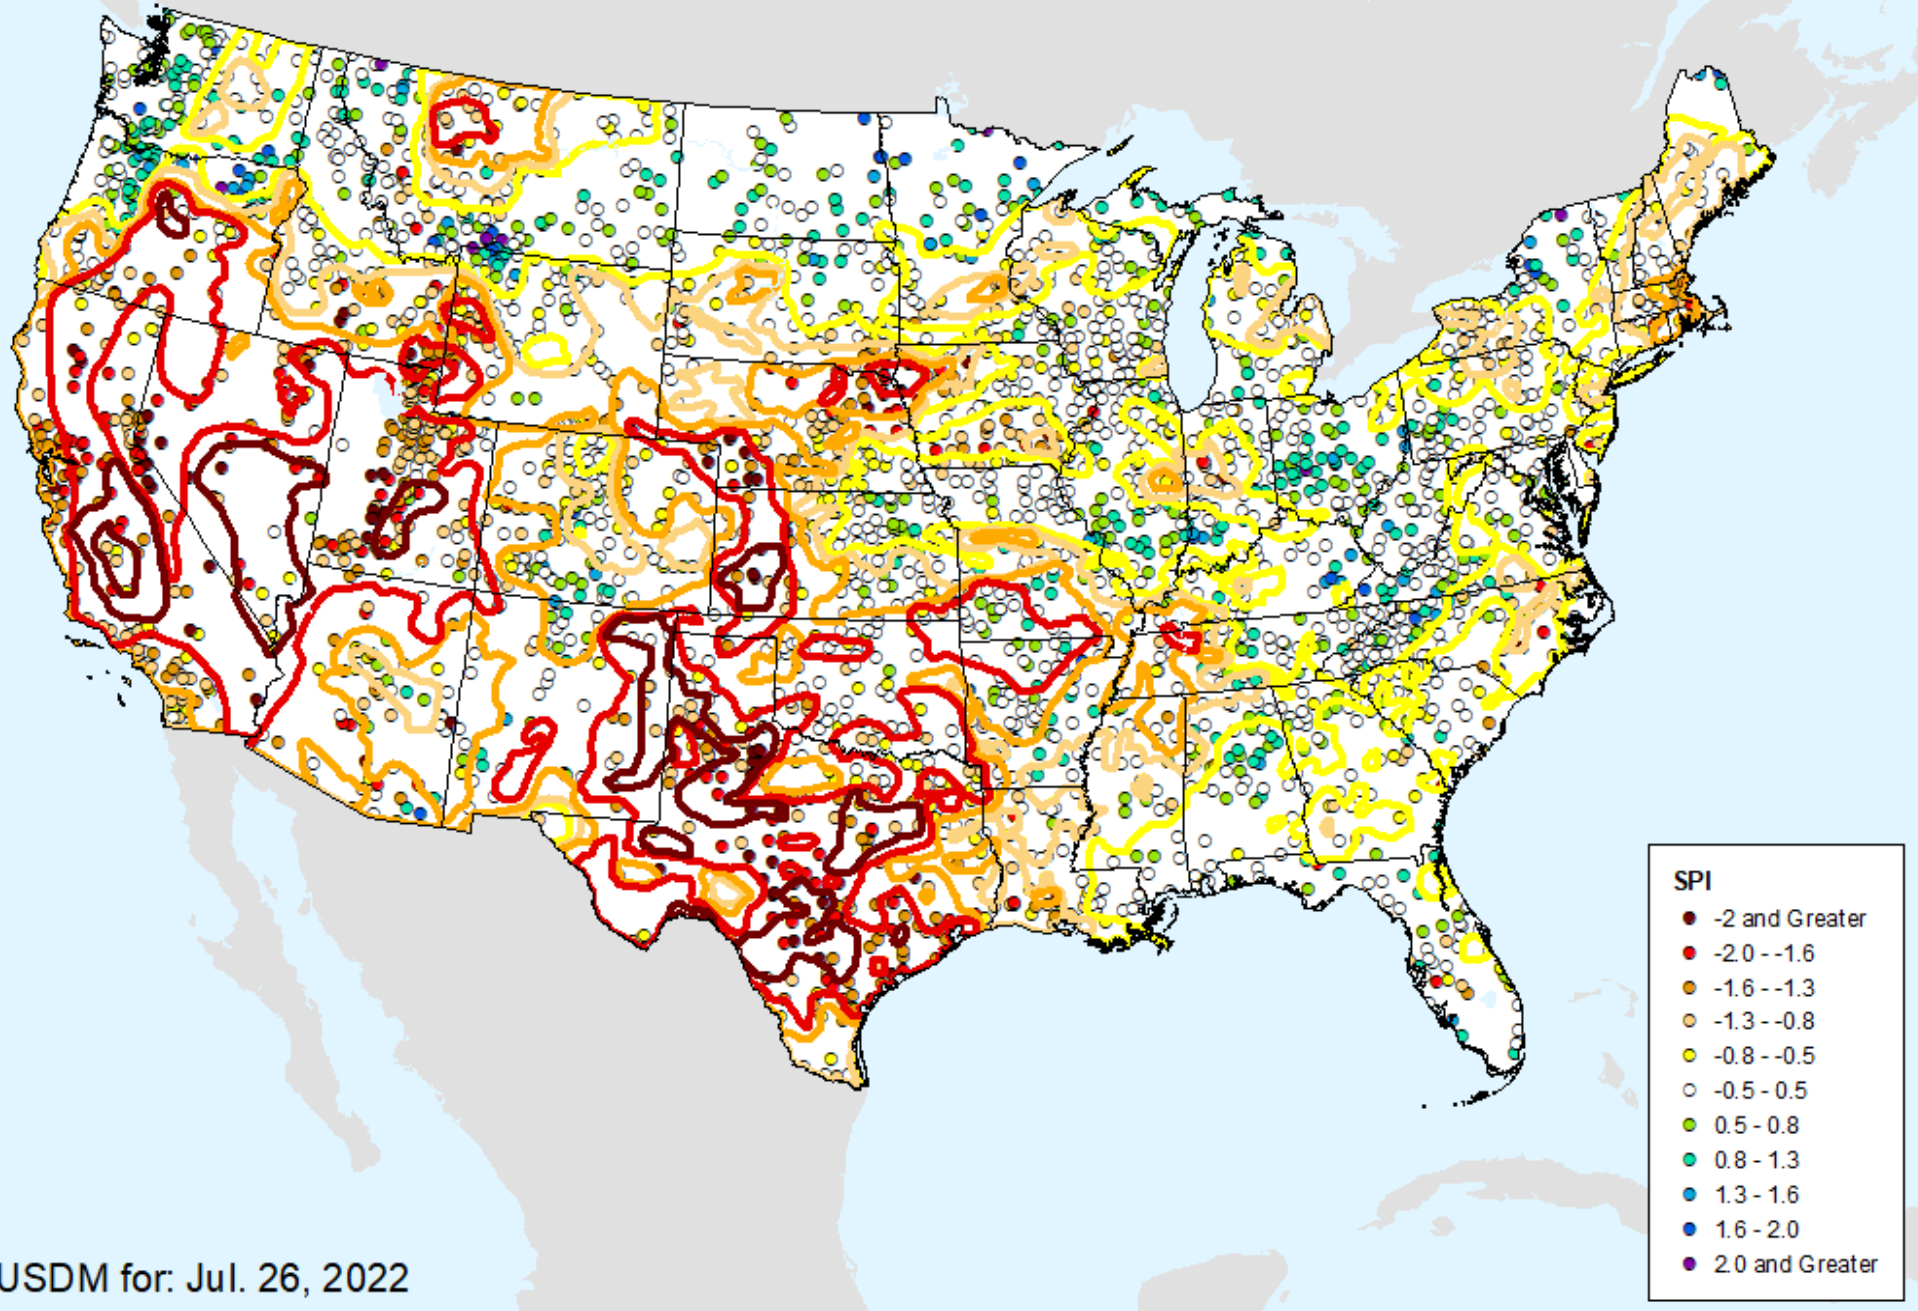 SPI
-2 and Greater
-2.0 - -1.6
-1.6 - -1.3
-1.3 - -0.8
-0.8 - -0.5
-0.5 - 0.5
0.5 - 0.8
0.8 - 1.3
1.3 - 1.6
1.6 - 2.0
2.0 and Greater
USDM for: Jul. 26, 2022